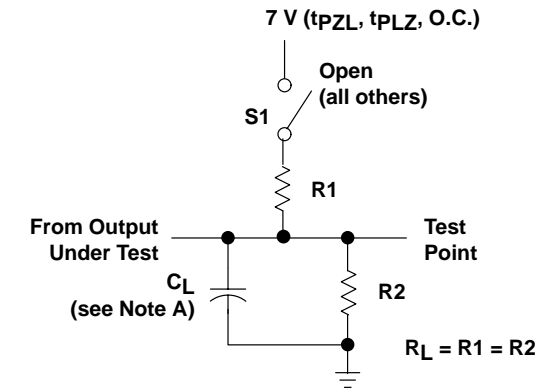 7 V (tPZL, tPLZ, O.C.)
Open
(all others)
S1
R1
From Output
Under Test
Test
Point
CL
(see Note A)
R2
RL = R1 = R2